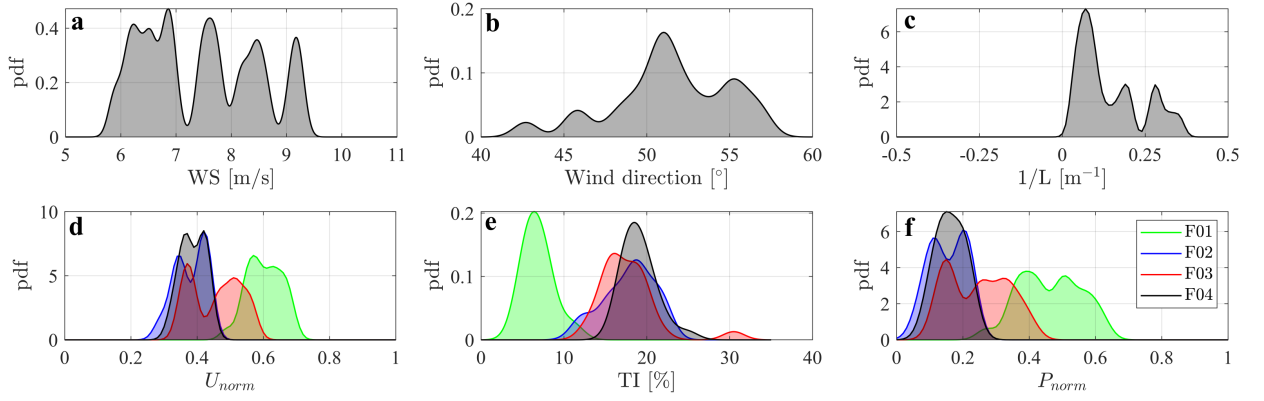 a
pdf
0.4
0.2
0
5 6 7 8 9 10 11
WS [m/s]
b
pdf
0.2
0.1
0
40 45 50 55 60
Wind direction [°]
c
pdf
6
4
2
0
-0.5 -0.25 0 0.25 0.5
1/L [m⁻¹]
d
pdf
10
5
0
0 0.2 0.4 0.6 0.8 1
U_norm
e
pdf
0.2
0.1
0
0 10 20 30 40
TI [%]
f
pdf
6
4
2
0
0 0.2 0.4 0.6 0.8 1
P_norm
F01
F02
F03
F04